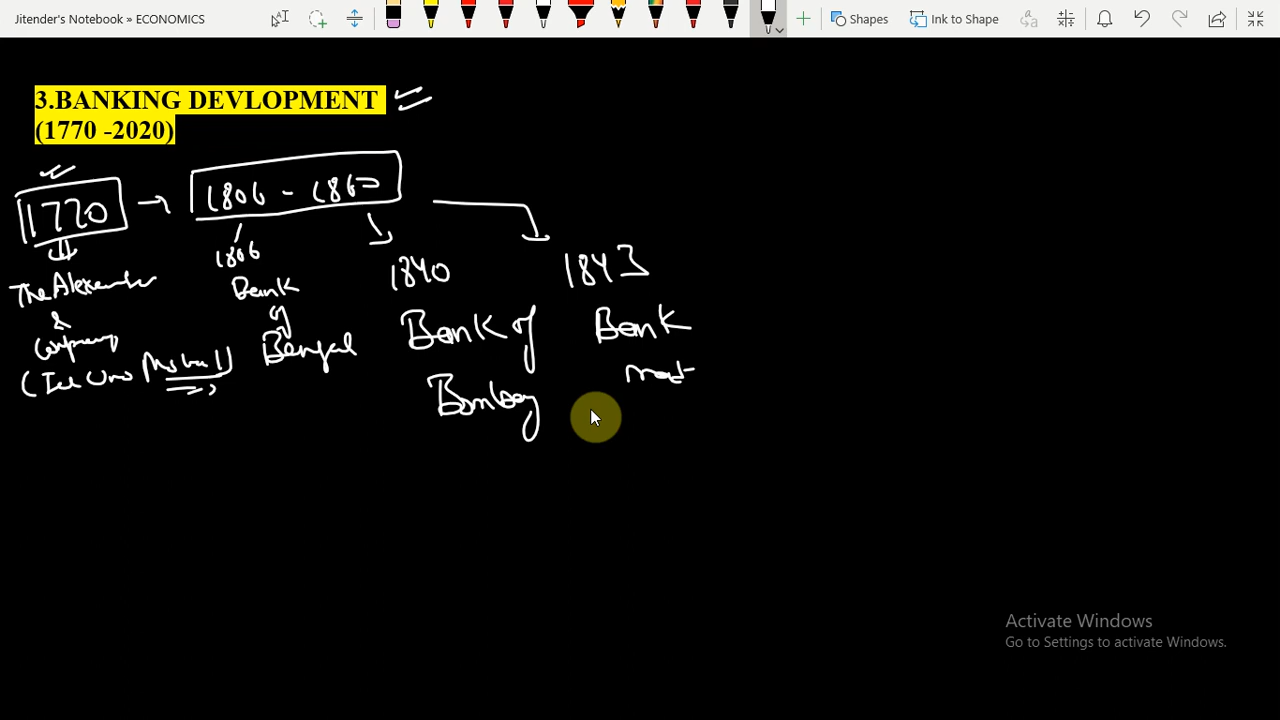 Jitender's Notebook » ECONOMICS
Shapes
Ink to Shape
3.BANKING DEVLOPMENT
(1770 -2020)
1770
1806 - 1860
The Alexander
&
Company
1806
Bank
of
Bengal
1840
Bank of
Bombay
1843
Bank
Activate Windows
Go to Settings to activate Windows.